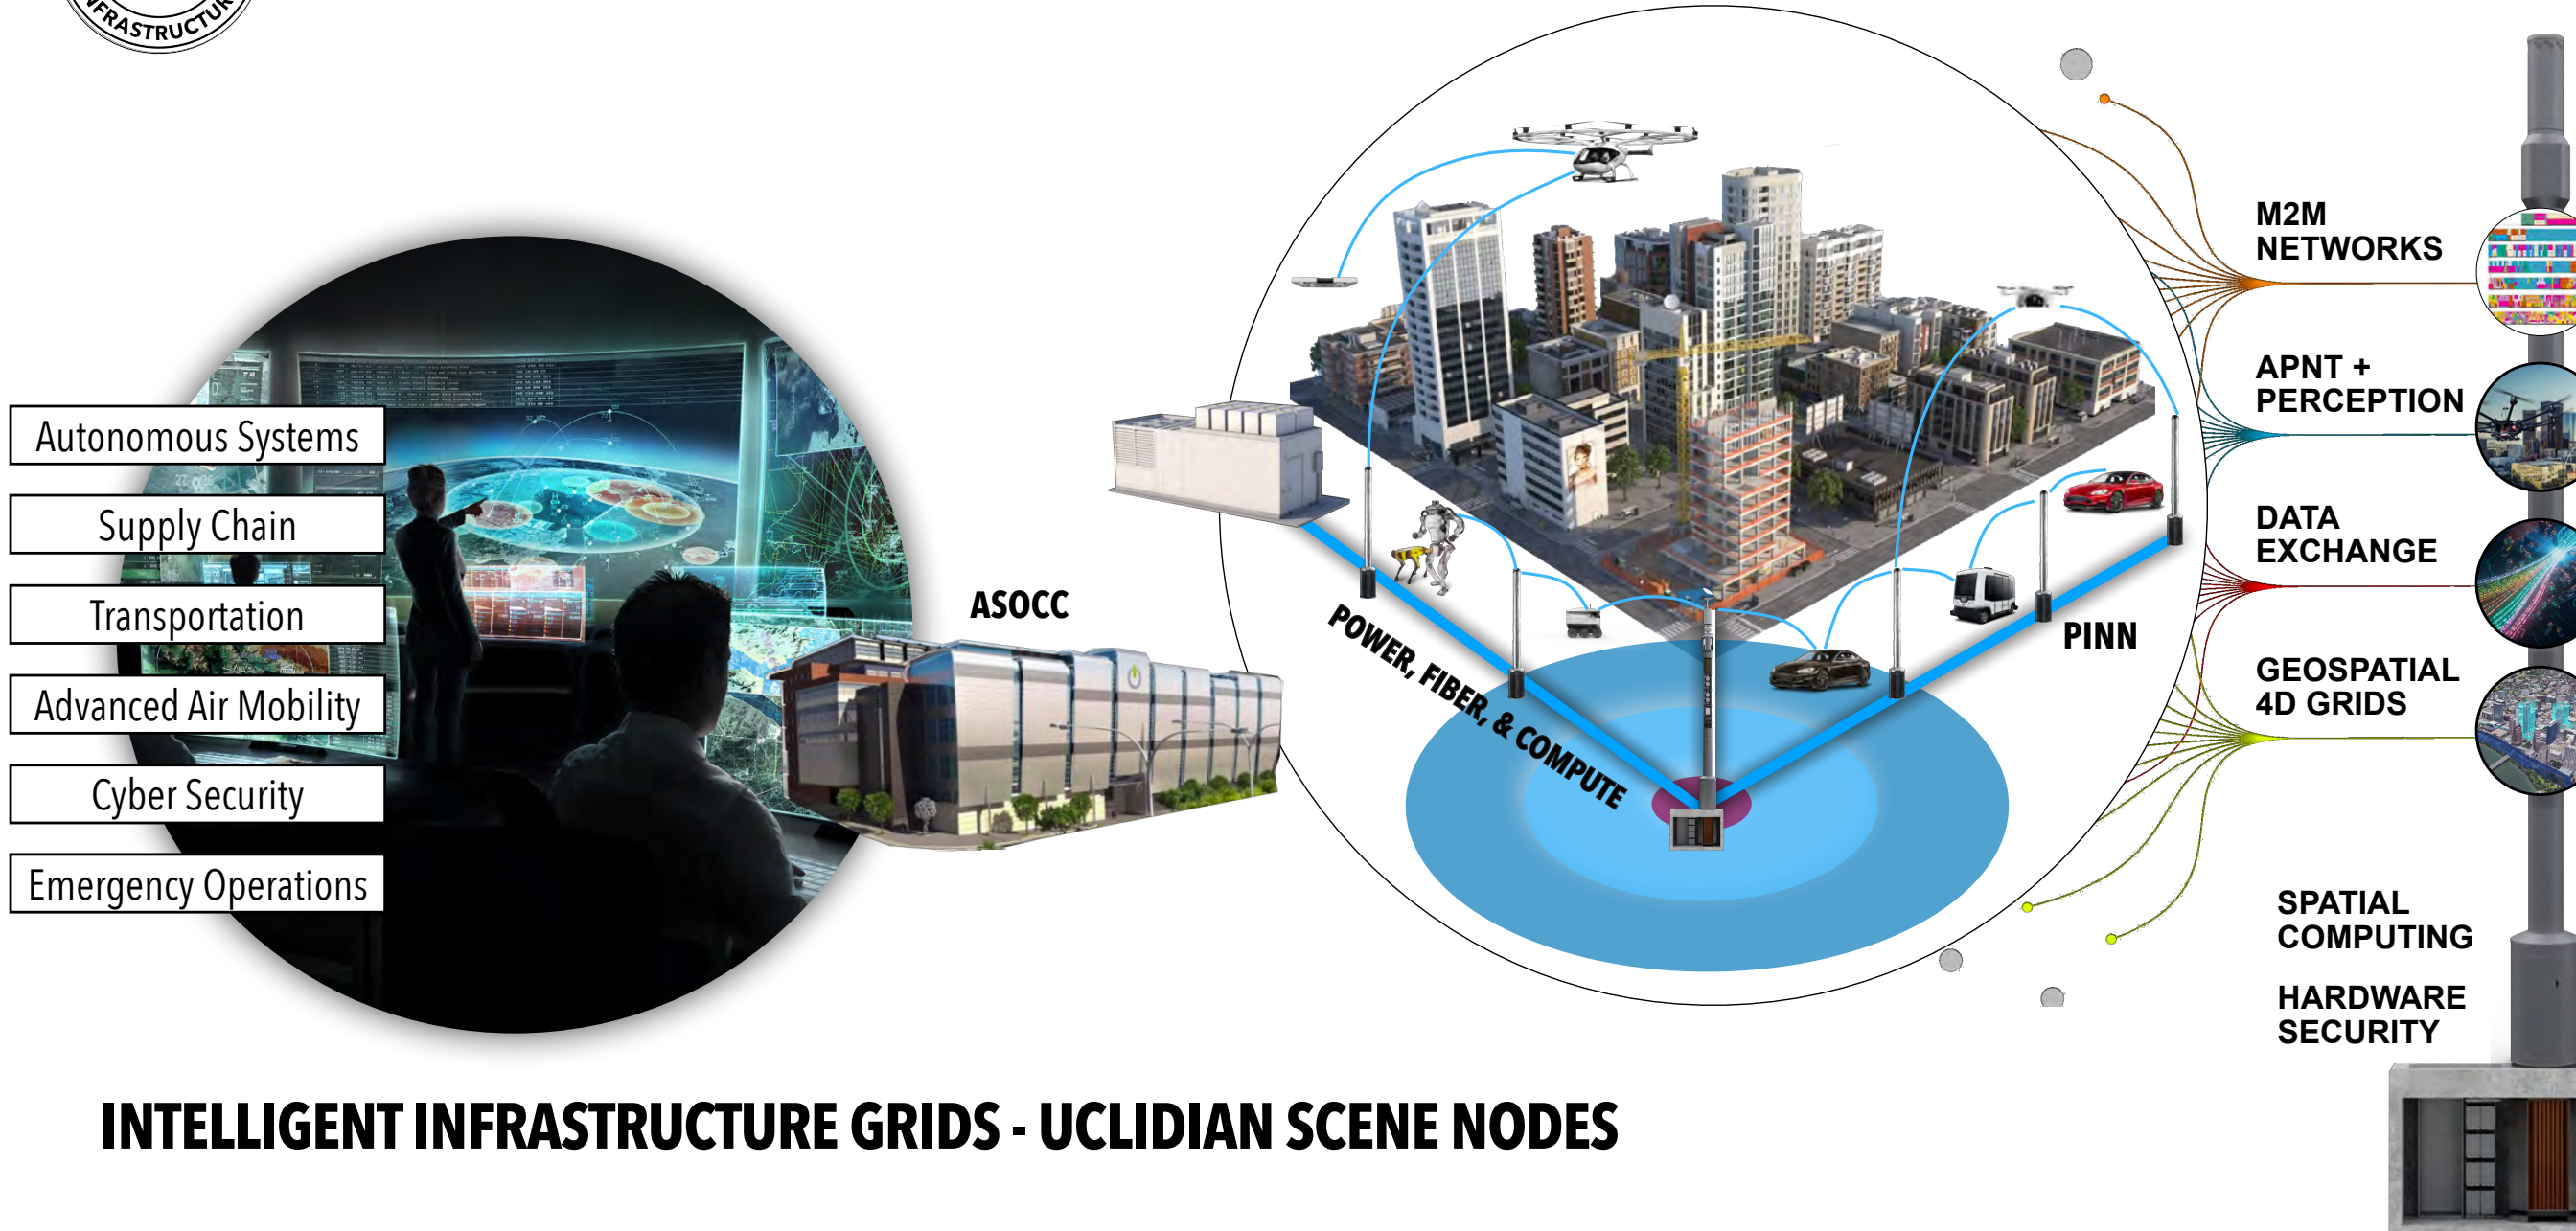 Autonomous Systems
Supply Chain
Transportation
Advanced Air Mobility
Cyber Security
Emergency Operations
ASOCC
POWER, FIBER, & COMPUTE
PINN
M2M
NETWORKS
APNT +
PERCEPTION
DATA
EXCHANGE
GEOSPATIAL
4D GRIDS
SPATIAL
COMPUTING
HARDWARE
SECURITY
INTELLIGENT INFRASTRUCTURE GRIDS - UCLIDIAN SCENE NODES